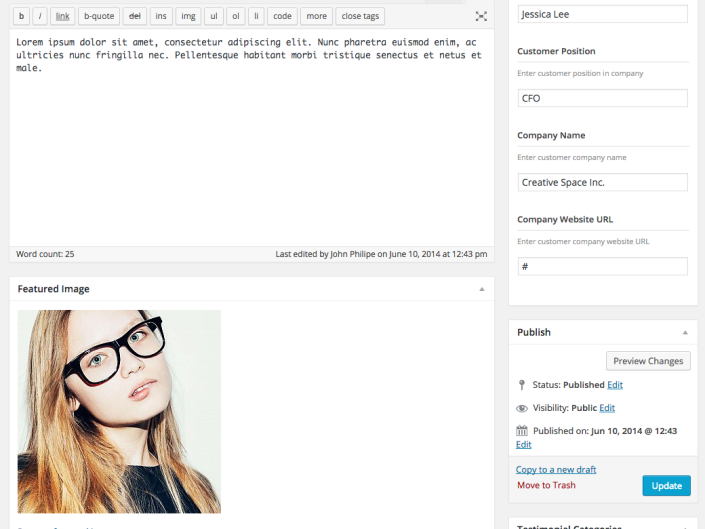 b i link b-quote del ins img ul ol li code more close tags
Lorem ipsum dolor sit amet, consectetur adipiscing elit. Nunc pharetra euismod enim, ac
ultricies nunc fringilla nec. Pellentesque habitant morbi tristique senectus et netus et
male.
Word count: 25
Last edited by John Philipe on June 10, 2014 at 12:43 pm
Featured Image
Jessica Lee
Customer Position
Enter customer position in company
CFO
Company Name
Enter customer company name
Creative Space Inc.
Company Website URL
Enter customer company website URL
#
Publish
Preview Changes
Status: Published Edit
Visibility: Public Edit
Published on: Jun 10, 2014 @ 12:43
Edit
Copy to a new draft
Move to Trash
Update
Testimonial Categories